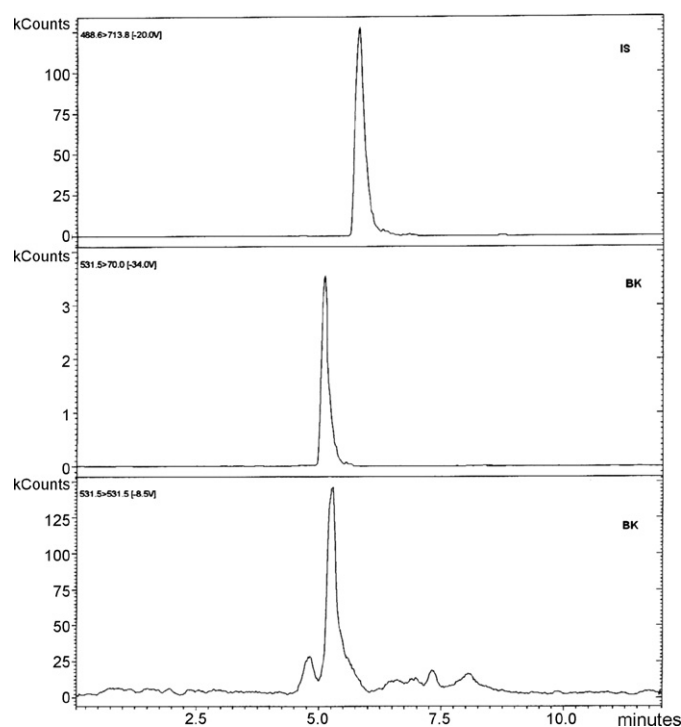 kCounts
488.6>713.8 [-20.0V]
IS
100
75
50
25
0
kCounts
531.5>70.0 [-34.0V]
BK
3
2
1
0
kCounts
531.5>531.5 [-8.5V]
BK
125
100
75
50
25
0
2.5
5.0
7.5
10.0
minutes